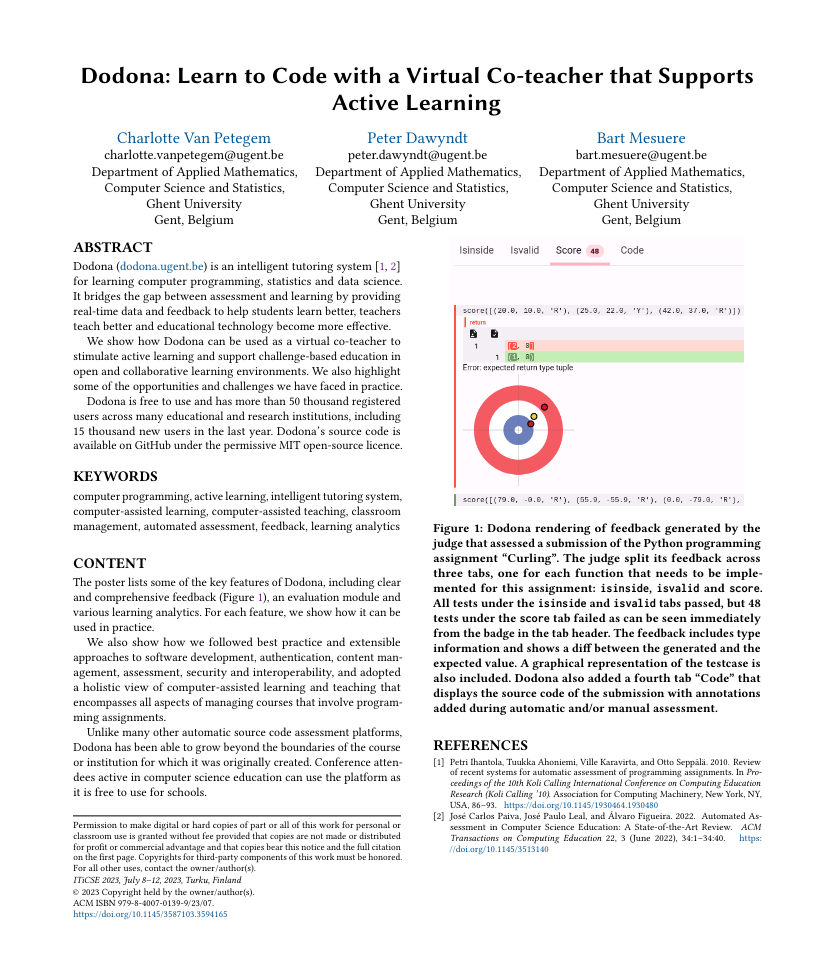 Dodona: Learn to Code with a Virtual Co-teacher that Supports
Active Learning
Charlotte Van Petegem
charlotte.vanpetegem@ugent.be
Department of Applied Mathematics,
Computer Science and Statistics,
Ghent University
Gent, Belgium
Peter Dawyndt
peter.dawyndt@ugent.be
Department of Applied Mathematics,
Computer Science and Statistics,
Ghent University
Gent, Belgium
Bart Mesuere
bart.mesuere@ugent.be
Department of Applied Mathematics,
Computer Science and Statistics,
Ghent University
Gent, Belgium
ABSTRACT
Dodona (dodona.ugent.be) is an intelligent tutoring system [1, 2]
for learning computer programming, statistics and data science.
It bridges the gap between assessment and learning by providing
real-time data and feedback to help students learn better, teachers
teach better and educational technology become more effective.
We show how Dodona can be used as a virtual co-teacher to
stimulate active learning and support challenge-based education in
open and collaborative learning environments. We also highlight
some of the opportunities and challenges we have faced in practice.
Dodona is free to use and has more than 50 thousand registered
users across many educational and research institutions, including
15 thousand new users in the last year. Dodona's source code is
available on GitHub under the permissive MIT open-source licence.
KEYWORDS
computer programming, active learning, intelligent tutoring system,
computer-assisted learning, computer-assisted teaching, classroom
management, automated assessment, feedback, learning analytics
CONTENT
The poster lists some of the key features of Dodona, including clear
and comprehensive feedback (Figure 1), an evaluation module and
various learning analytics. For each feature, we show how it can be
used in practice.
We also show how we followed best practice and extensible
approaches to software development, authentication, content man-
agement, assessment, security and interoperability, and adopted
a holistic view of computer-assisted learning and teaching that
encompasses all aspects of managing courses that involve program-
ming assignments.
Unlike many other automatic source code assessment platforms,
Dodona has been able to grow beyond the boundaries of the course
or institution for which it was originally created. Conference atten-
dees active in computer science education can use the platform as
it is free to use for schools.
Permission to make digital or hard copies of part or all of this work for personal or
classroom use is granted without fee provided that copies are not made or distributed
for profit or commercial advantage and that copies bear this notice and the full citation
on the first page. Copyrights for third-party components of this work must be honored.
For all other uses, contact the owner/author(s).
ITiCSE 2023, July 8–12, 2023, Turku, Finland
© 2023 Copyright held by the owner/author(s).
ACM ISBN 979-8-4007-0139-9/23/07.
https://doi.org/10.1145/3587103.3594165
Isinside Isvalid Score 48 Code
score([(20.0, 10.0, 'R'), (25.0, 22.0, 'Y'), (42.0, 37.0, 'R')])
return
1
1
Error: expected return type tuple
score([(79.0, -0.0, 'R'), (55.9, -55.9, 'R'), (0.0, -79.0, 'R'),
Figure 1: Dodona rendering of feedback generated by the
judge that assessed a submission of the Python programming
assignment “Curling”. The judge split its feedback across
three tabs, one for each function that needs to be imple-
mented for this assignment: isinside, isvalid and score.
All tests under the isinside and isvalid tabs passed, but 48
tests under the score tab failed as can be seen immediately
from the badge in the tab header. The feedback includes type
information and shows a diff between the generated and the
expected value. A graphical representation of the testcase is
also included. Dodona also added a fourth tab “Code” that
displays the source code of the submission with annotations
added during automatic and/or manual assessment.
REFERENCES
[1] Petri Ihantola, Tuukka Ahoniemi, Ville Karavirta, and Otto Seppälä. 2010. Review
of recent systems for automatic assessment of programming assignments. In Pro-
ceedings of the 10th Koli Calling International Conference on Computing Education
Research (Koli Calling '10). Association for Computing Machinery, New York, NY,
USA, 86–93. https://doi.org/10.1145/1930464.1930480
[2] José Carlos Paiva, José Paulo Leal, and Álvaro Figueira. 2022. Automated As-
sessment in Computer Science Education: A State-of-the-Art Review. ACM
Transactions on Computing Education 22, 3 (June 2022), 34:1–34:40. https:
//doi.org/10.1145/3513140